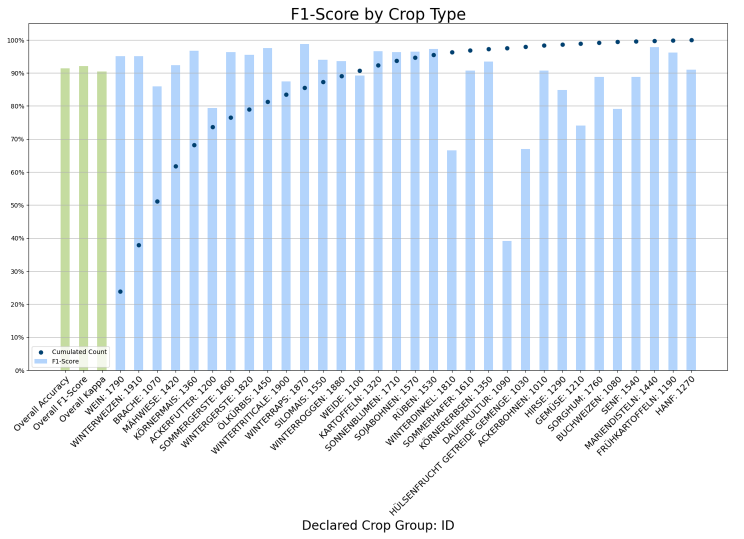 F1-Score by Crop Type
100%
90%
80%
70%
60%
50%
40%
30%
20%
10%
0%
Cumulated Count
F1-Score
Overall Accuracy
Overall F1-Score
Overall Kappa
WEIN: 1790
WINTERWEIZEN: 1910
BRACHE: 1070
MÄHWIESE: 1420
KÖRNERMAIS: 1360
ACKERFUTTER: 1200
SOMMERGERSTE: 1600
WINTERGERSTE: 1820
ÖLKÜRBIS: 1450
WINTERTRITICALE: 1900
WINTERRAPS: 1870
SILOMAIS: 1550
WINTERROGGEN: 1880
WEIDE: 1100
KARTOFFELN: 1320
SONNENBLUMEN: 1710
SOJABOHNEN: 1570
RÜBEN: 1530
WINTERDINKEL: 1810
SOMMERHAFER: 1610
KÖRNERERBSEN: 1350
DAUERKULTUR: 1090
HÜLSENFRUCHT GETREIDE GEMENGE: 1030
ACKERBOHNEN: 1010
HIRSE: 1290
GEMÜSE: 1210
SORGHUM: 1760
BUCHWEIZEN: 1080
SENF: 1540
MARIENDISTELN: 1440
FRÜHKARTOFFELN: 1190
HANF: 1270
Declared Crop Group: ID